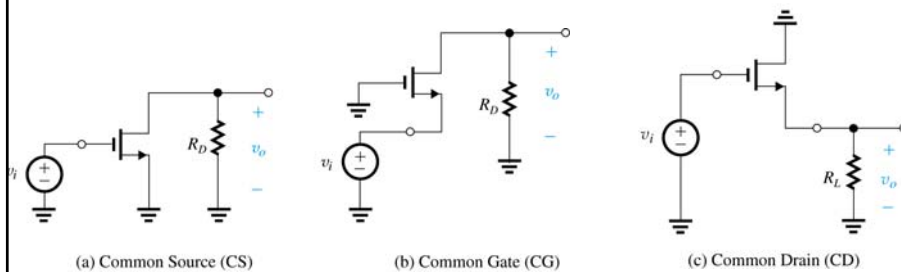 +
R_D
v_o
−
v_i
+
−
(a) Common Source (CS)
+
R_D
v_o
−
v_i
+
−
(b) Common Gate (CG)
v_i
+
−
+
R_L
v_o
−
(c) Common Drain (CD)